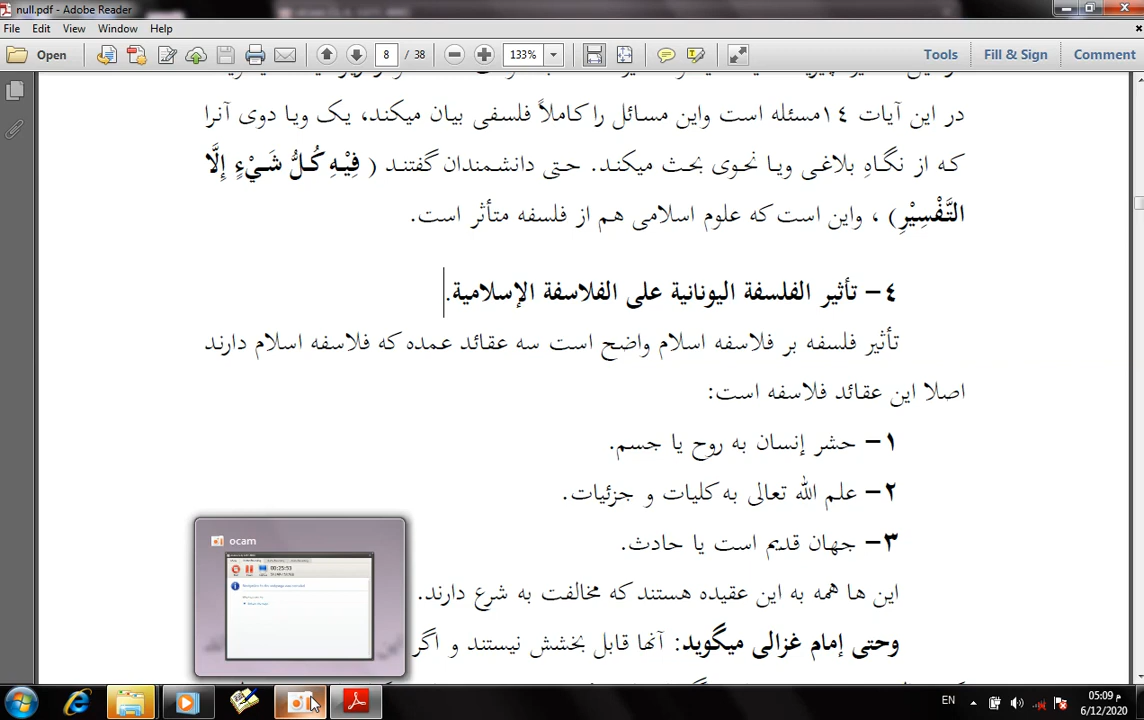 null.pdf - Adobe Reader
File Edit View Window Help
Open 8 / 38 133% Tools Fill & Sign Comment
در این آیات ١٤مسئله است واین مسائل را کاملاً فلسفی بیان میکند، یک ویا دوی آنرا
که از نگاهِ بلاغی ویا نحوی بحث میکند. حتی دانشمندان گفتند ( فِيْهِ كُلُّ شَيْءٍ إِلَّا
التَّفْسِيْرِ) ، واین است که علوم اسلامی هم از فلسفه متأثر است.
٤– تأثير الفلسفة اليونانية على الفلاسفة الإسلامية.
تأثیر فلسفه بر فلاسفه اسلام واضح است سه عقائد عمده که فلاسفه اسلام دارند
اصلا این عقائد فلاسفه است:
١– حشر إنسان به روح یا جسم.
٢– علم الله تعالی به کلیات و جزئیات.
٣– جهان قدیم است یا حادث.
این ها همه به این عقیده هستند که مخالفت به شرع دارند.
وحتی إمام غزالی میگوید: آنها قابل بخشش نیستند و اگر
ocam
00:25:53
EN
05:09 م
6/12/2020